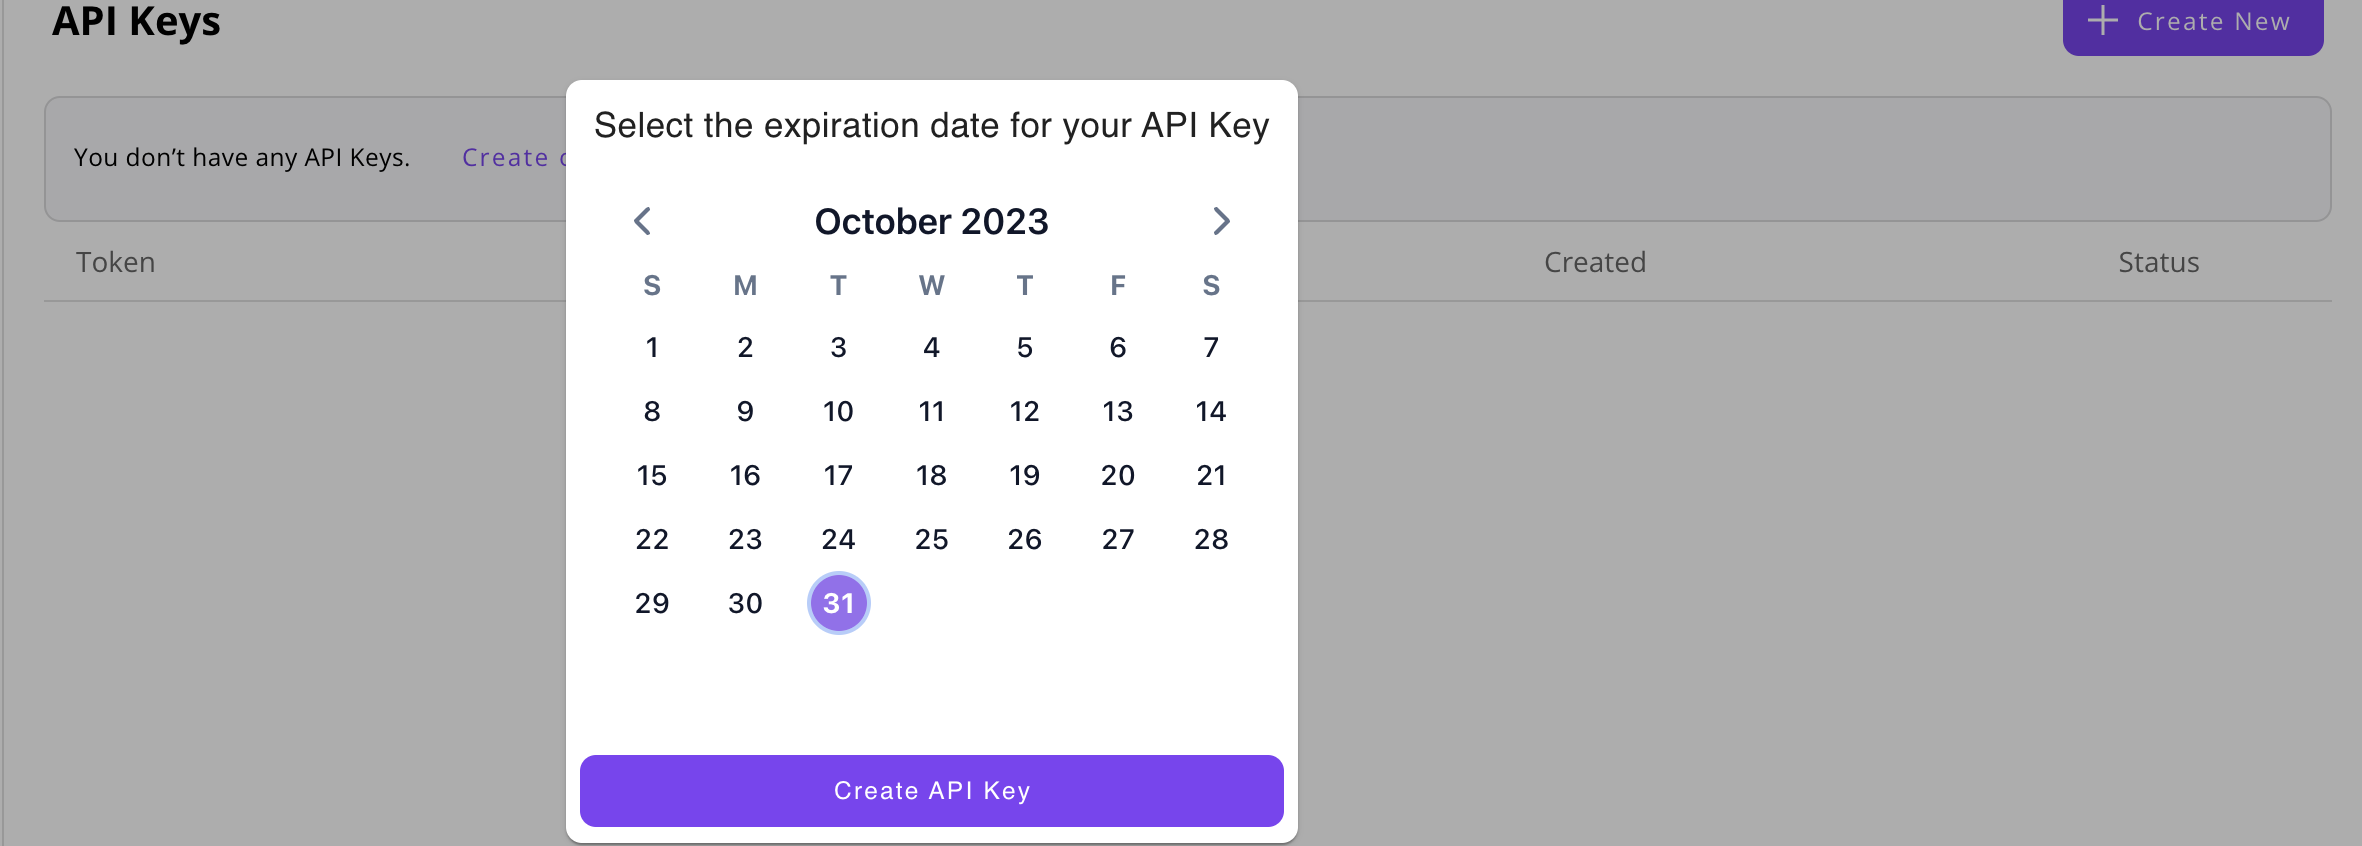 API Keys
Create New
Select the expiration date for your API Key
You don’t have any API Keys.
Create
October 2023
Token
Created
Status
S M T W T F S
1 2 3 4 5 6 7
8 9 10 11 12 13 14
15 16 17 18 19 20 21
22 23 24 25 26 27 28
29 30 31
Create API Key